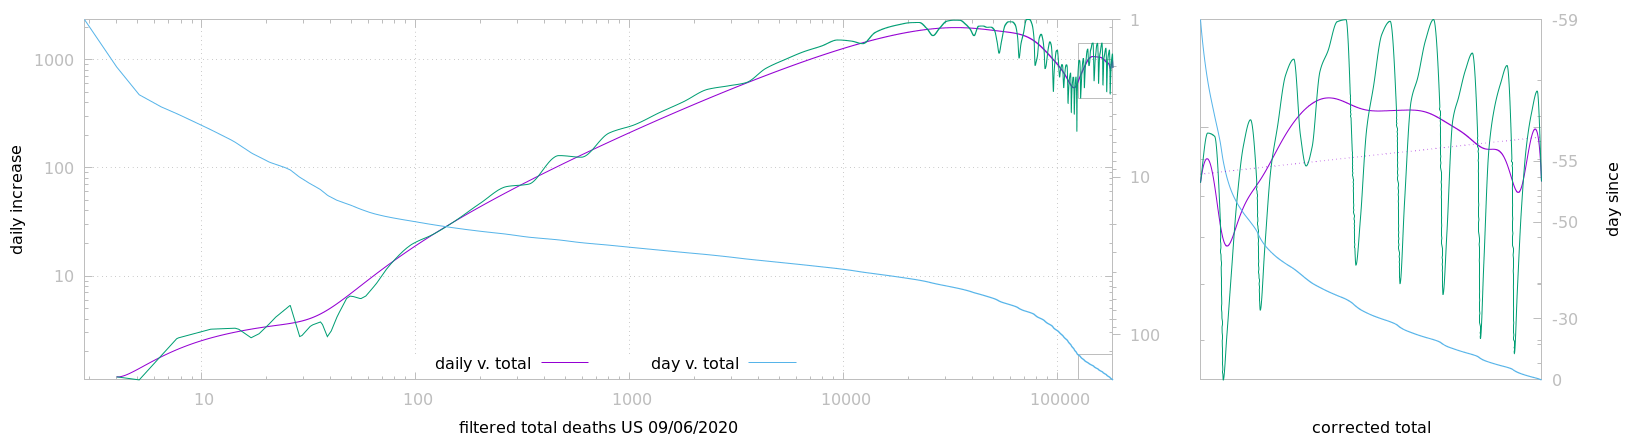 1 -59
1000
daily increase 100 10 -55 -50 day since
10 -30
daily v. total day v. total 100
0
10 100 1000 10000 100000
filtered total deaths US 09/06/2020 corrected total